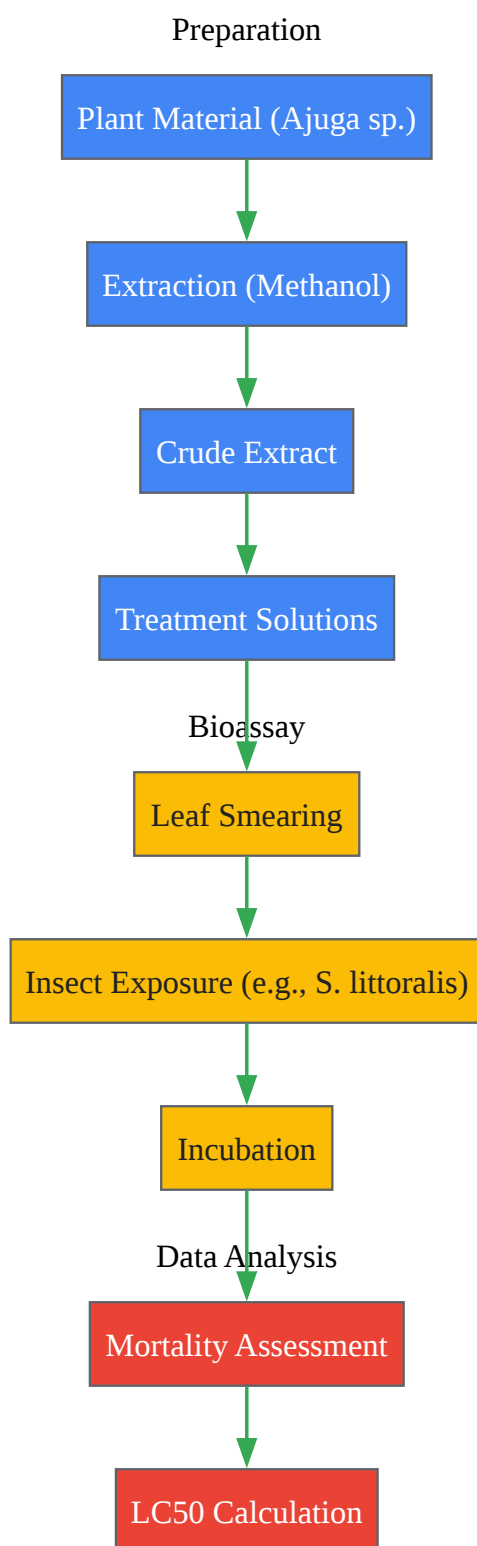 Preparation
Plant Material (Ajuga sp.)
Extraction (Methanol)
Crude Extract
Treatment Solutions
Bioassay
Leaf Smearing
Insect Exposure (e.g., S. littoralis)
Incubation
Data Analysis
Mortality Assessment
LC50 Calculation